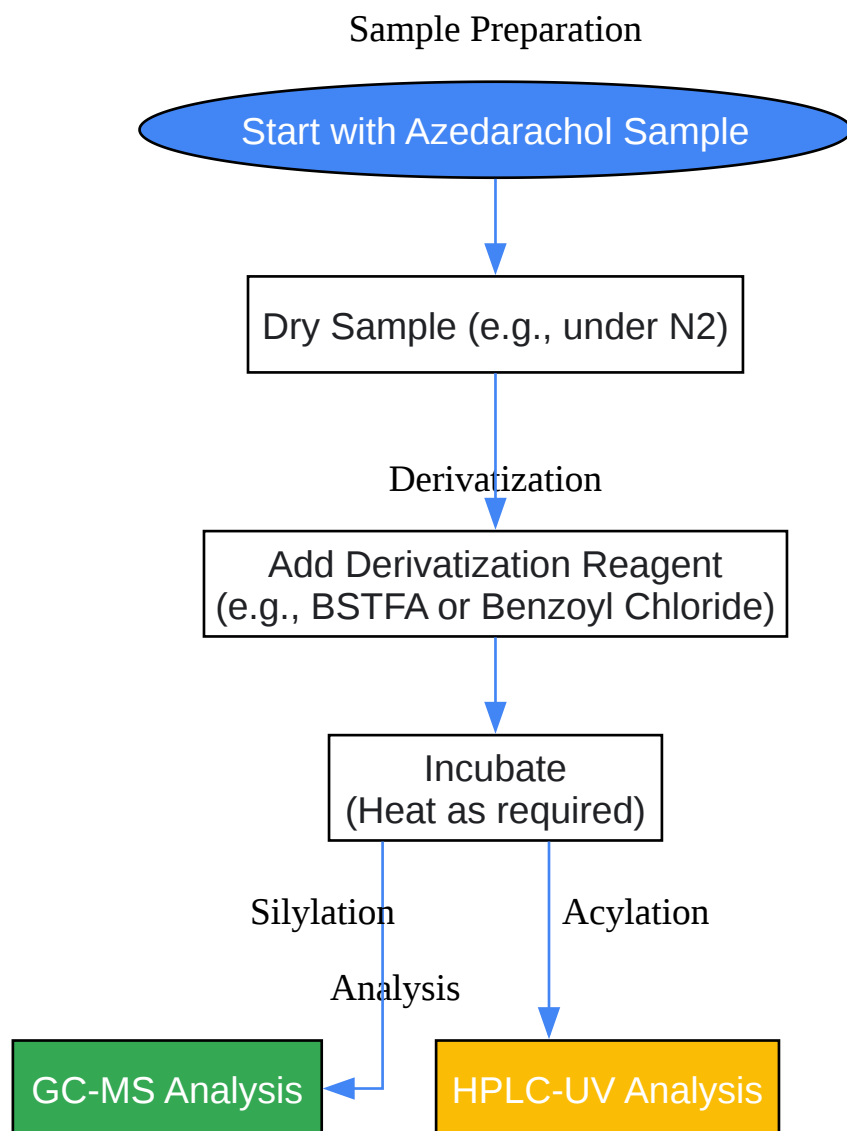 Sample Preparation
Start with Azedarachol Sample
Dry Sample (e.g., under N2)
Derivatization
Add Derivatization Reagent
(e.g., BSTFA or Benzoyl Chloride)
Incubate
(Heat as required)
Silylation
Acylation
Analysis
GC-MS Analysis
HPLC-UV Analysis